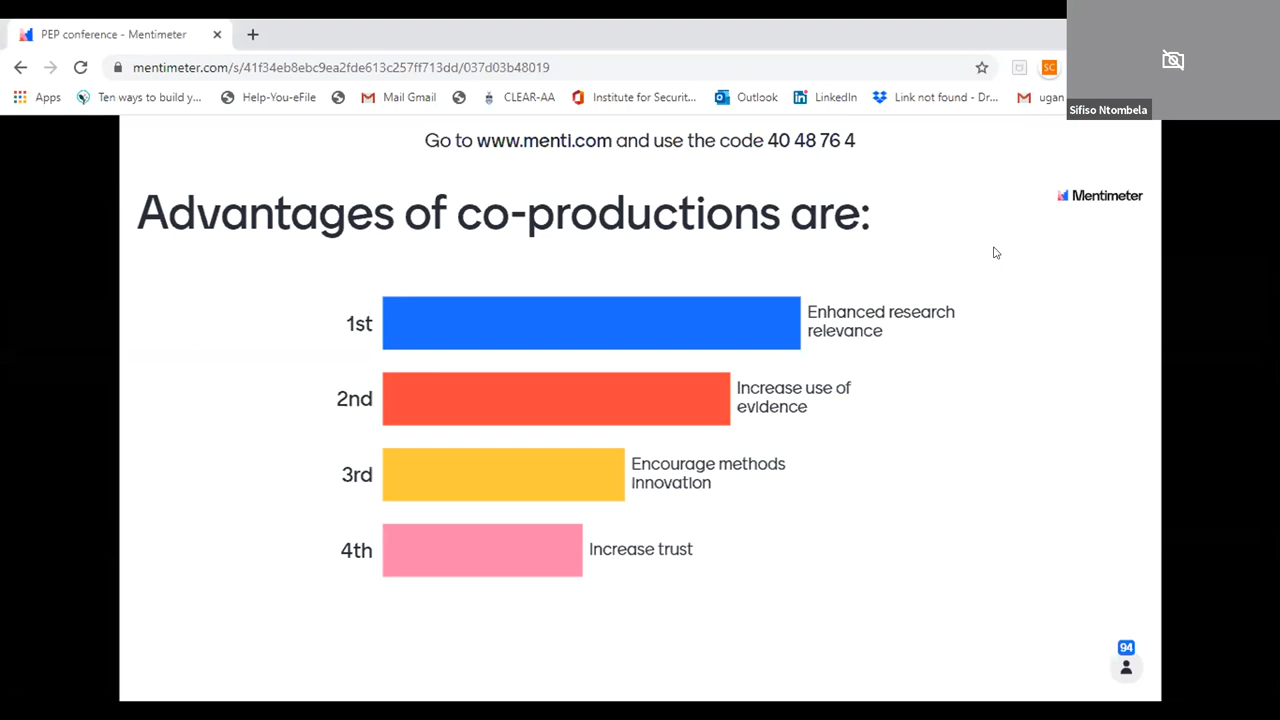 PEP conference - Mentimeter
mentimeter.com/s/41f34eb8ebc9ea2fde613c257ff713dd/037d03b48019
SC
Apps Ten ways to build y... Help-You-eFile Mail Gmail CLEAR-AA Institute for Securit... Outlook LinkedIn Link not found - Dr... ugan
Sifiso Ntombela
Go to www.menti.com and use the code 40 48 76 4
Mentimeter
Advantages of co-productions are:
1st
Enhanced research
relevance
2nd
Increase use of
evidence
3rd
Encourage methods
innovation
4th
Increase trust
94